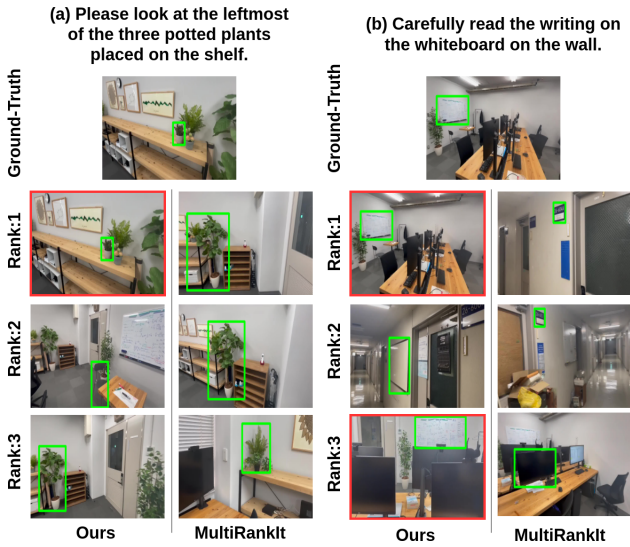 (a) Please look at the leftmost
of the three potted plants
placed on the shelf.
(b) Carefully read the writing on
the whiteboard on the wall.
Ground-Truth
Ground-Truth
Rank:1
Rank:1
Rank:2
Rank:2
Rank:3
Rank:3
Ours
MultiRankIt
Ours
MultiRankIt